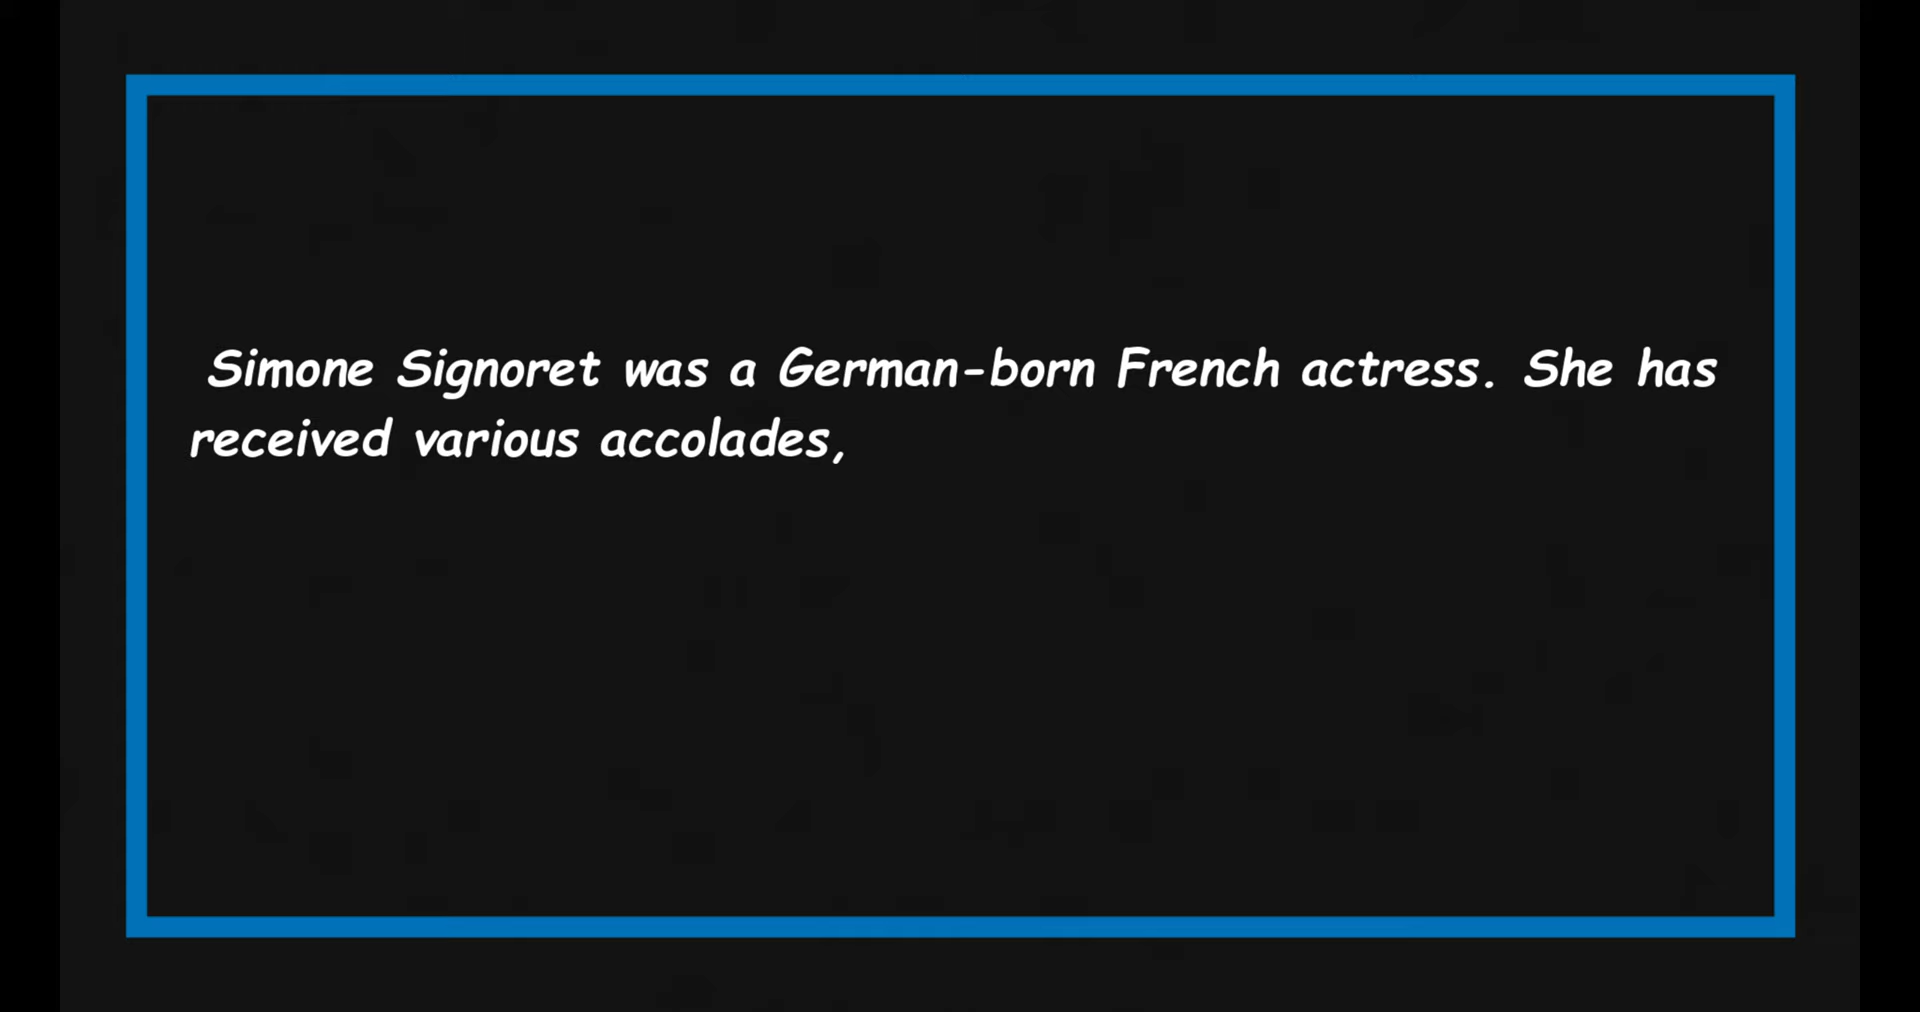 Simone Signoret was a German-born French actress. She has
received various accolades,